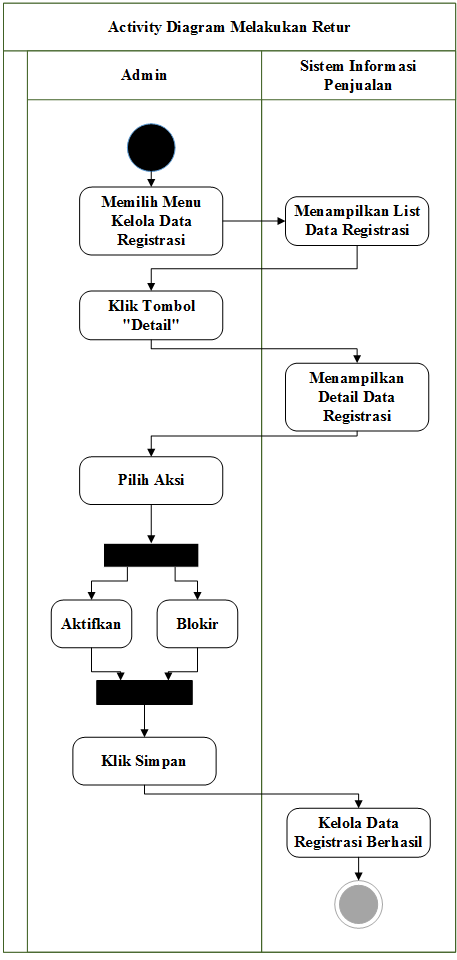 Activity Diagram Melakukan Retur
Admin
Sistem Informasi
Penjualan
Memilih Menu
Kelola Data
Registrasi
Menampilkan List
Data Registrasi
Klik Tombol
"Detail"
Menampilkan
Detail Data
Registrasi
Pilih Aksi
Aktifkan
Blokir
Klik Simpan
Kelola Data
Registrasi Berhasil